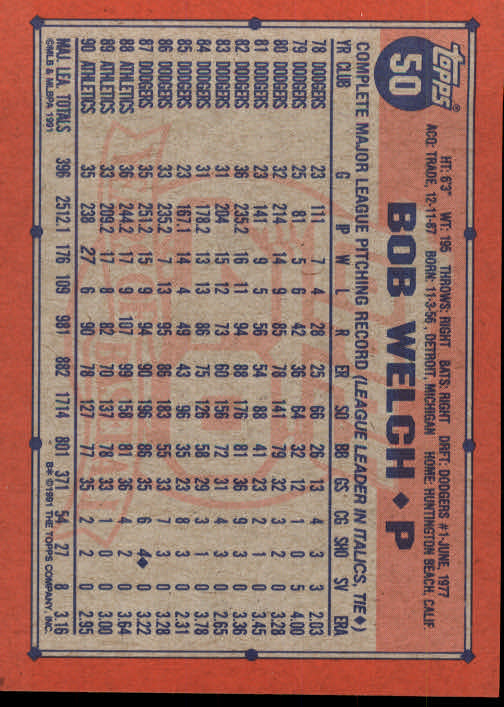 topps®
50
HT: 6'3" WT: 195 THROWS: RIGHT BATS: RIGHT DRFT: DODGERS #1-JUNE, 1977
ACQ: TRADE, 12-11-87 BORN: 11-3-56, DETROIT, MICHIGAN HOME: HUNTINGTON BEACH, CALIF.
BOB WELCH ◆ P
COMPLETE MAJOR LEAGUE PITCHING RECORD (LEAGUE LEADER IN ITALICS, TIE◆)
YR CLUB G IP W L R ER SO BB GS CG SHO SV ERA
78 DODGERS 23 111 7 4 28 25 66 26 13 4 3 3 2.03
79 DODGERS 25 81 5 6 42 36 64 32 12 1 0 5 4.00
80 DODGERS 32 214 14 9 85 78 141 79 32 3 2 0 3.28
81 DODGERS 23 141 9 5 56 54 88 41 23 2 1 0 3.45
82 DODGERS 36 235.2 16 11 94 88 176 81 36 9 3 0 3.36
83 DODGERS 31 204 15 12 73 60 156 72 31 4 3 0 2.65
84 DODGERS 31 178.2 13 13 86 75 126 58 29 3 1 0 3.78
85 DODGERS 23 167.1 14 4 49 43 96 35 23 8 3 0 2.31
86 DODGERS 33 235.2 7 13 95 86 183 55 33 7 3 0 3.28
87 DODGERS 35 251.2 15 9 94 90 196 86 35 6 4◆ 0 3.22
88 ATHLETICS 36 244.2 17 9 107 99 158 81 36 4 2 0 3.64
89 ATHLETICS 33 209.2 17 8 82 70 137 78 33 1 0 0 3.00
90 ATHLETICS 35 238 27 6 90 78 127 77 35 2 2 0 2.95
MAJ. LEA. TOTALS 396 2512.1 176 109 981 882 1714 801 371 54 27 8 3.16
©MLB & MLBPA 1991 B* ©1991 THE TOPPS COMPANY, INC.